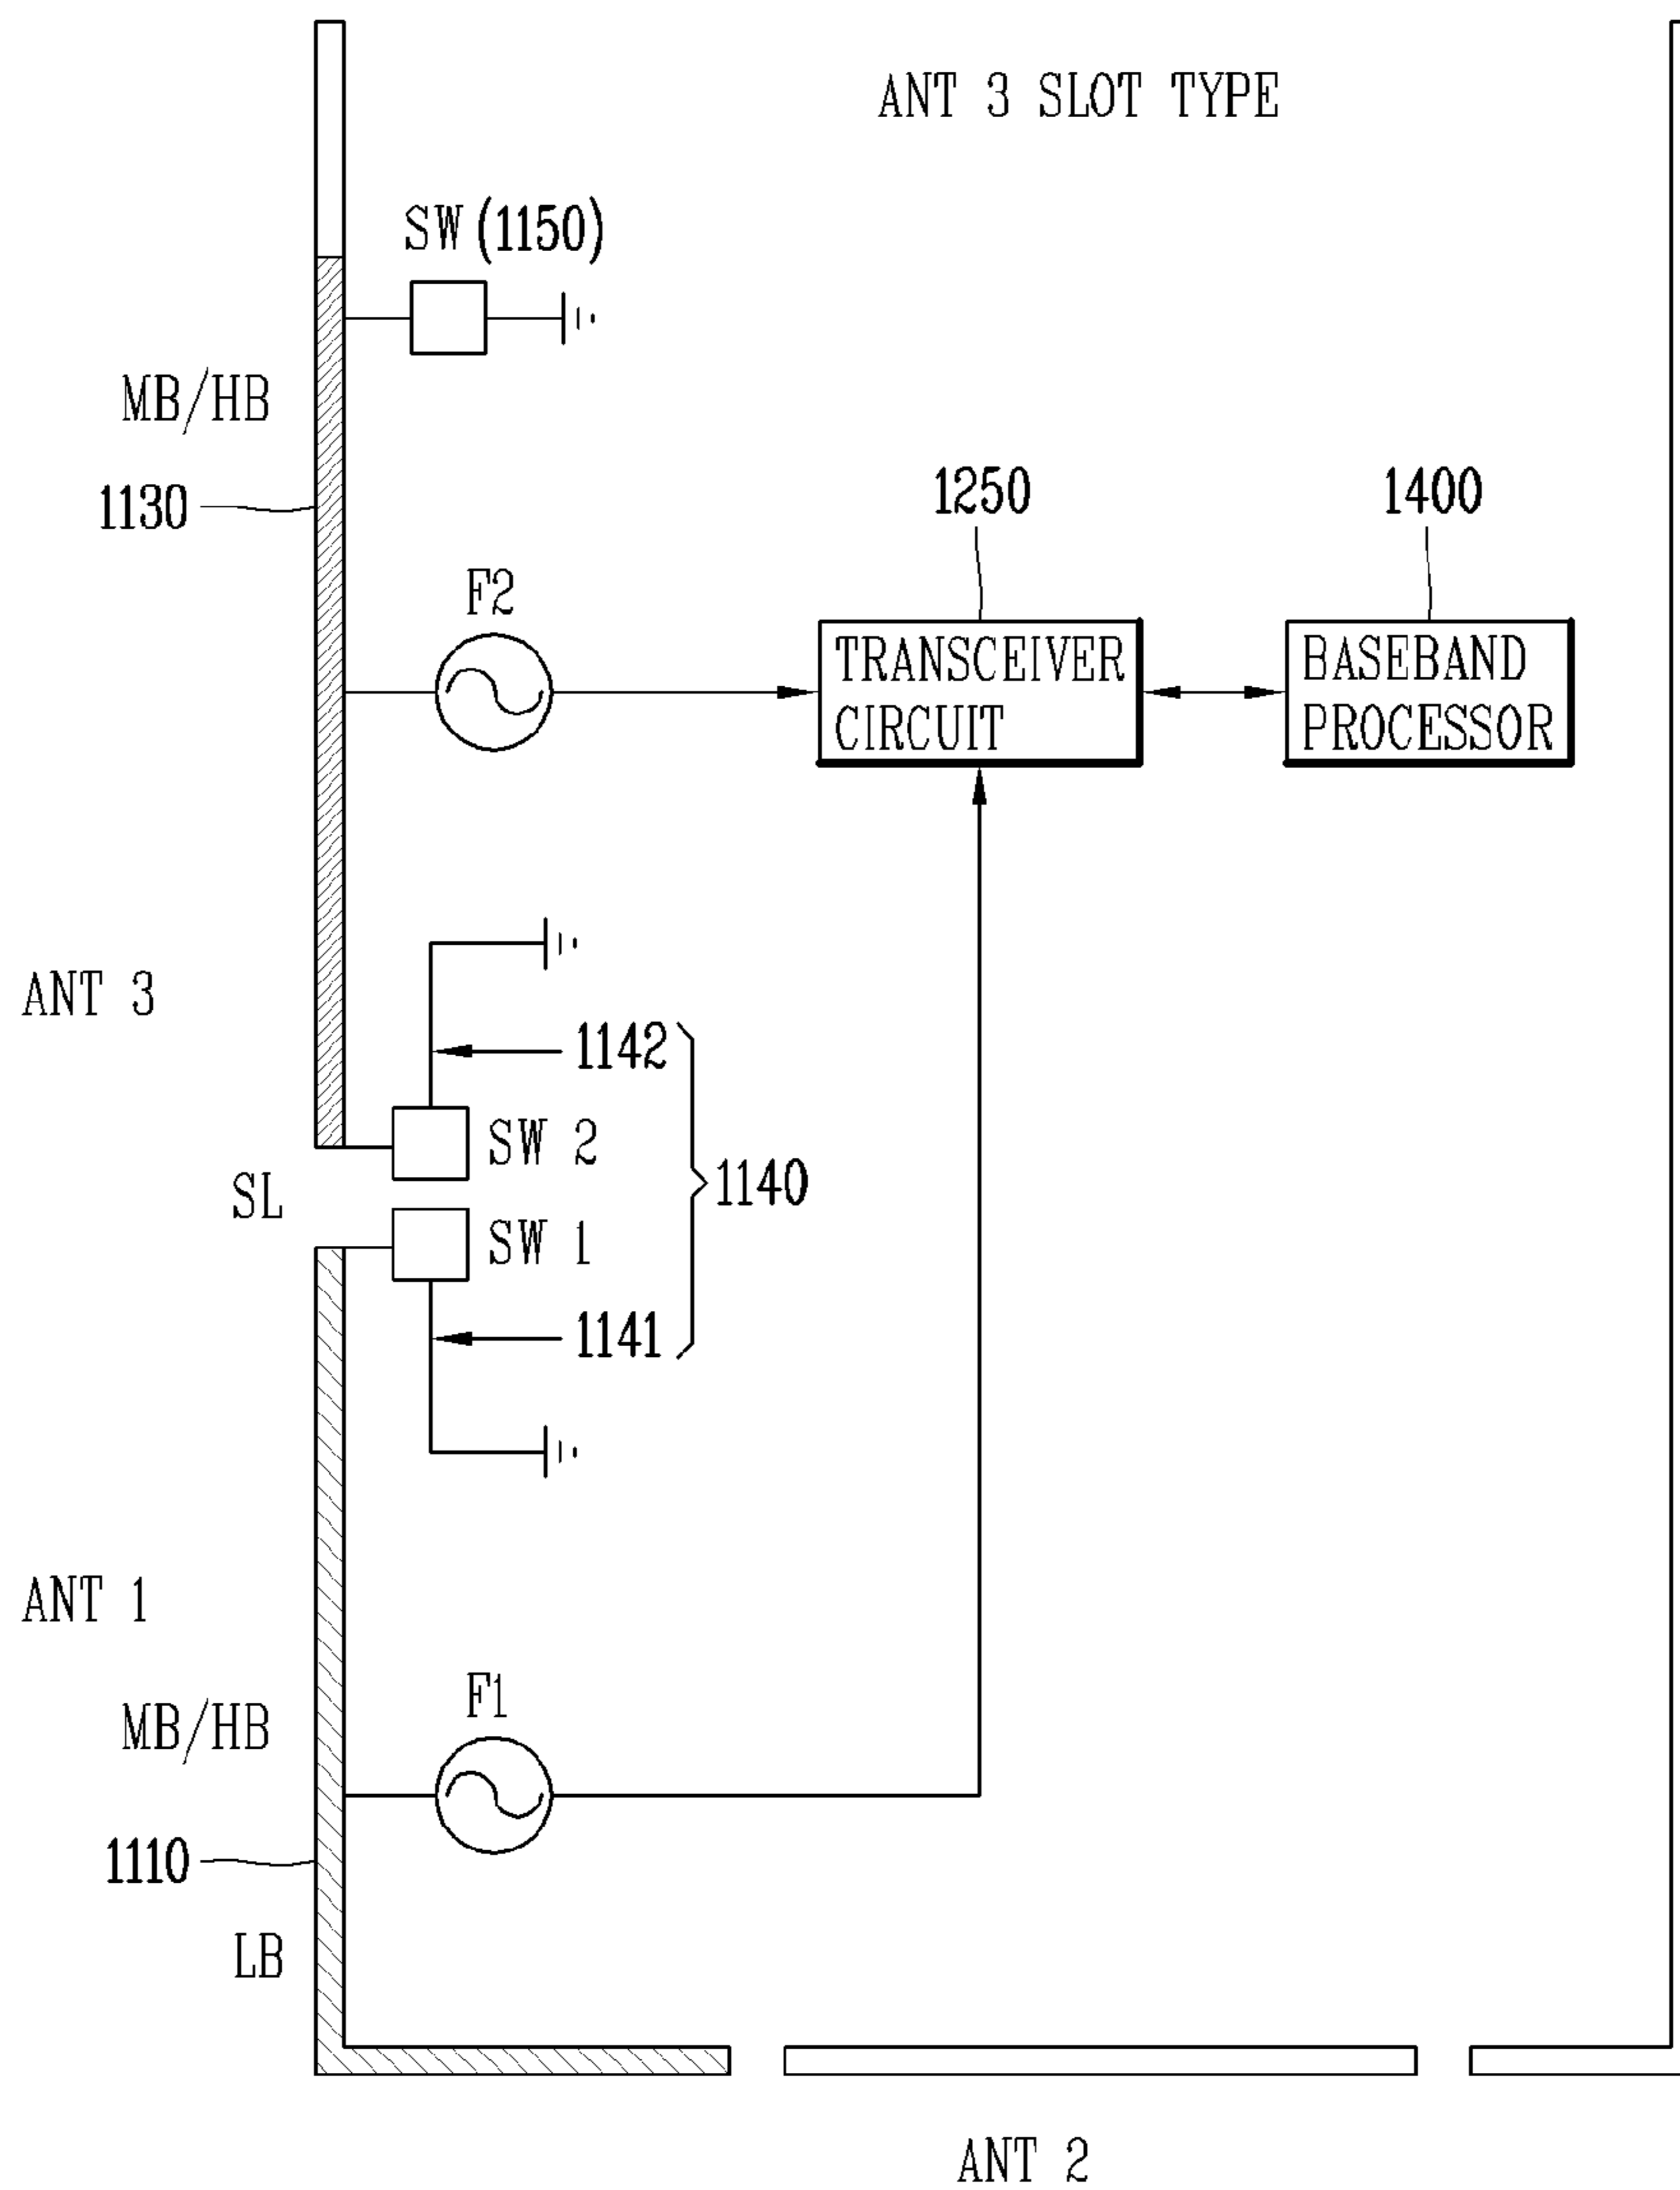 ANT 3 SLOT TYPE
SW (1150)
MB/HB
1130
1250
1400
F2
TRANSCEIVER
CIRCUIT
BASEBAND
PROCESSOR
ANT 3
1142
SW 2
1140
SL
SW 1
1141
ANT 1
F1
MB/HB
1110
LB
ANT 2